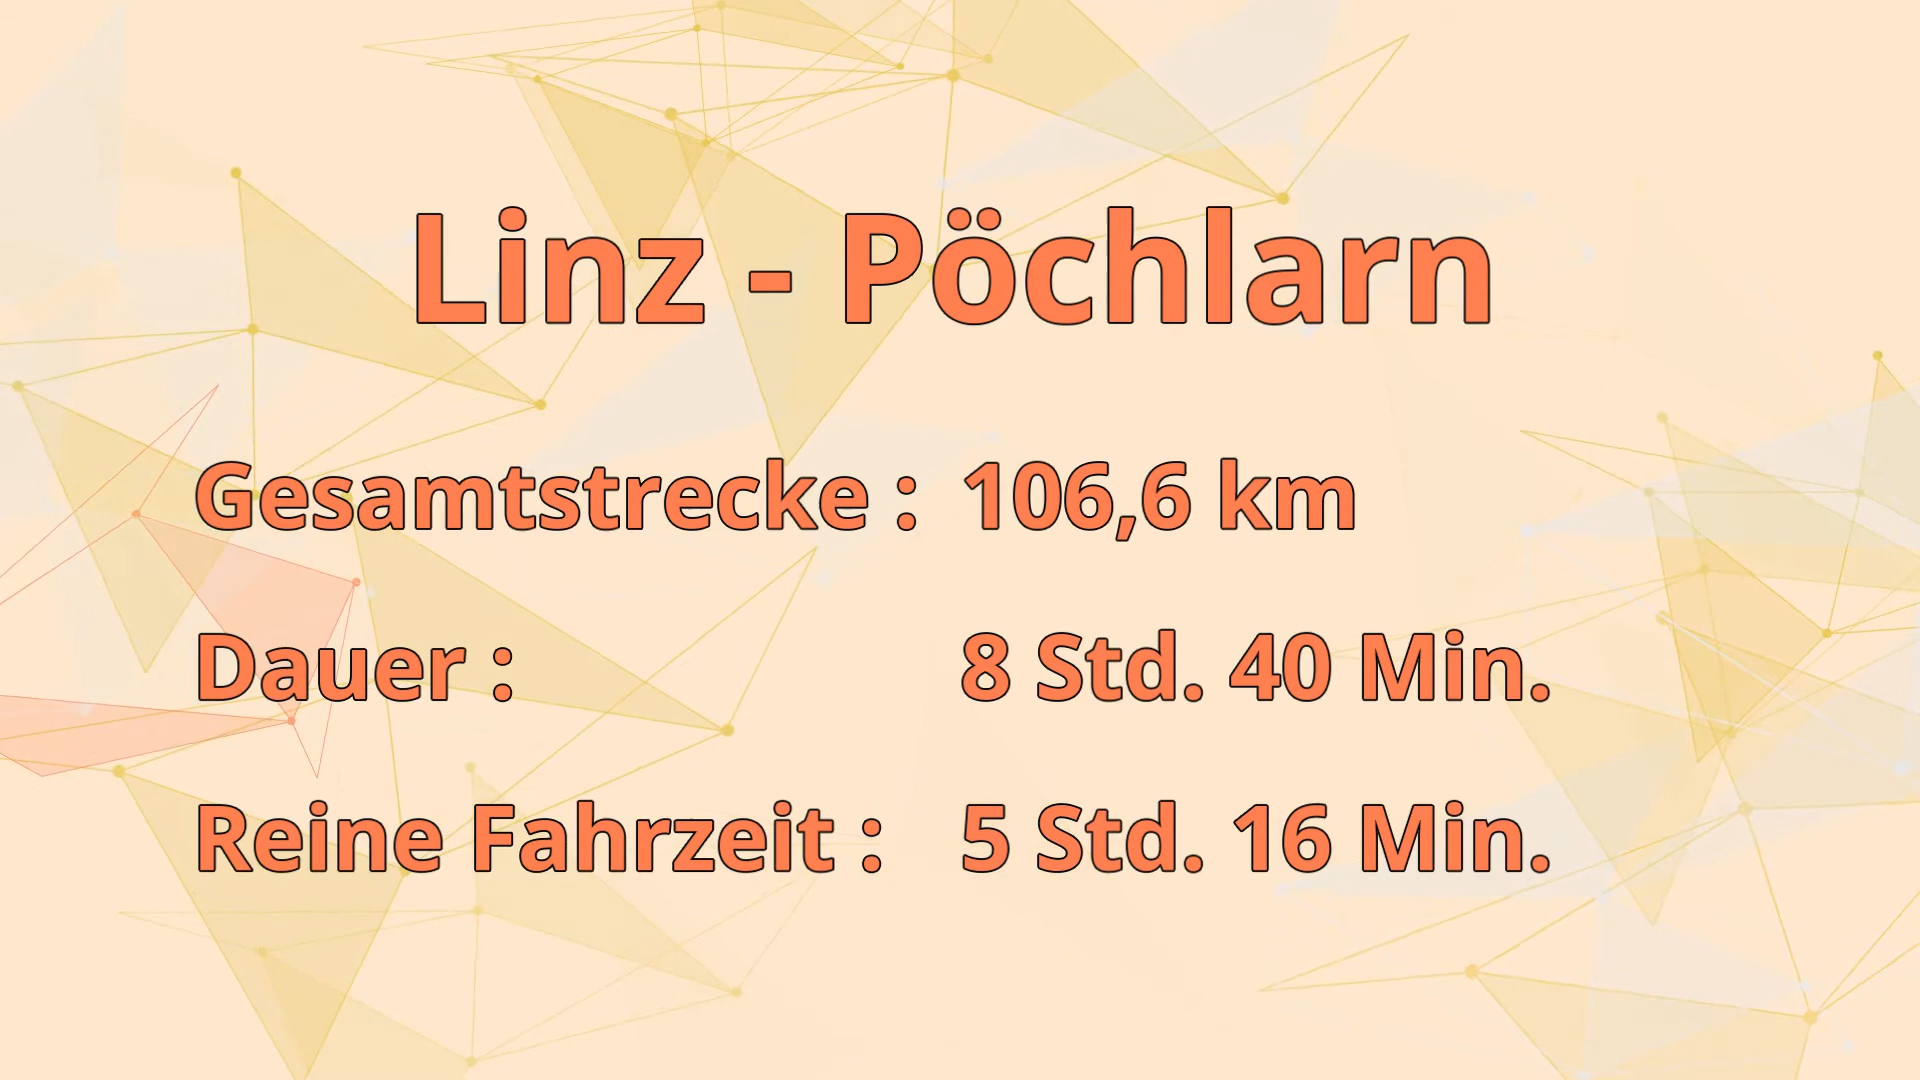 Linz - Pöchlarn
Gesamtstrecke : 106,6 km
Dauer : 8 Std. 40 Min.
Reine Fahrzeit : 5 Std. 16 Min.